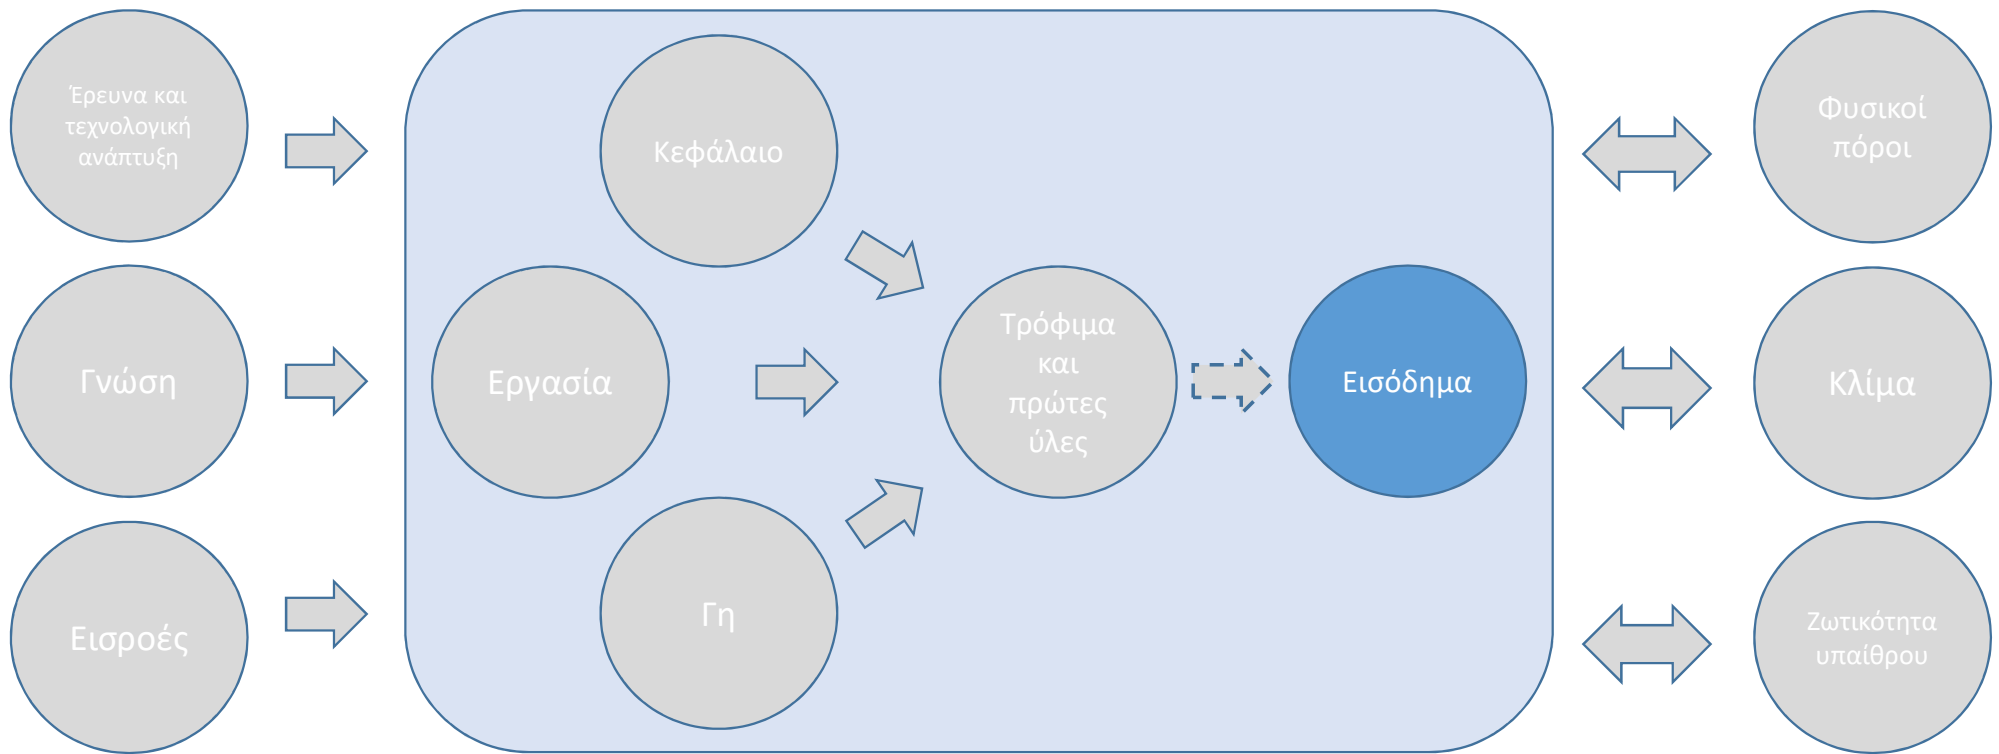 Έρευνα και
τεχνολογική
ανάπτυξη
Γνώση
Εισροές
Κεφάλαιο
Εργασία
Γη
Τρόφιμα
και
πρώτες
ύλες
Εισόδημα
Φυσικοί
πόροι
Κλίμα
Ζωτικότητα
υπαίθρου